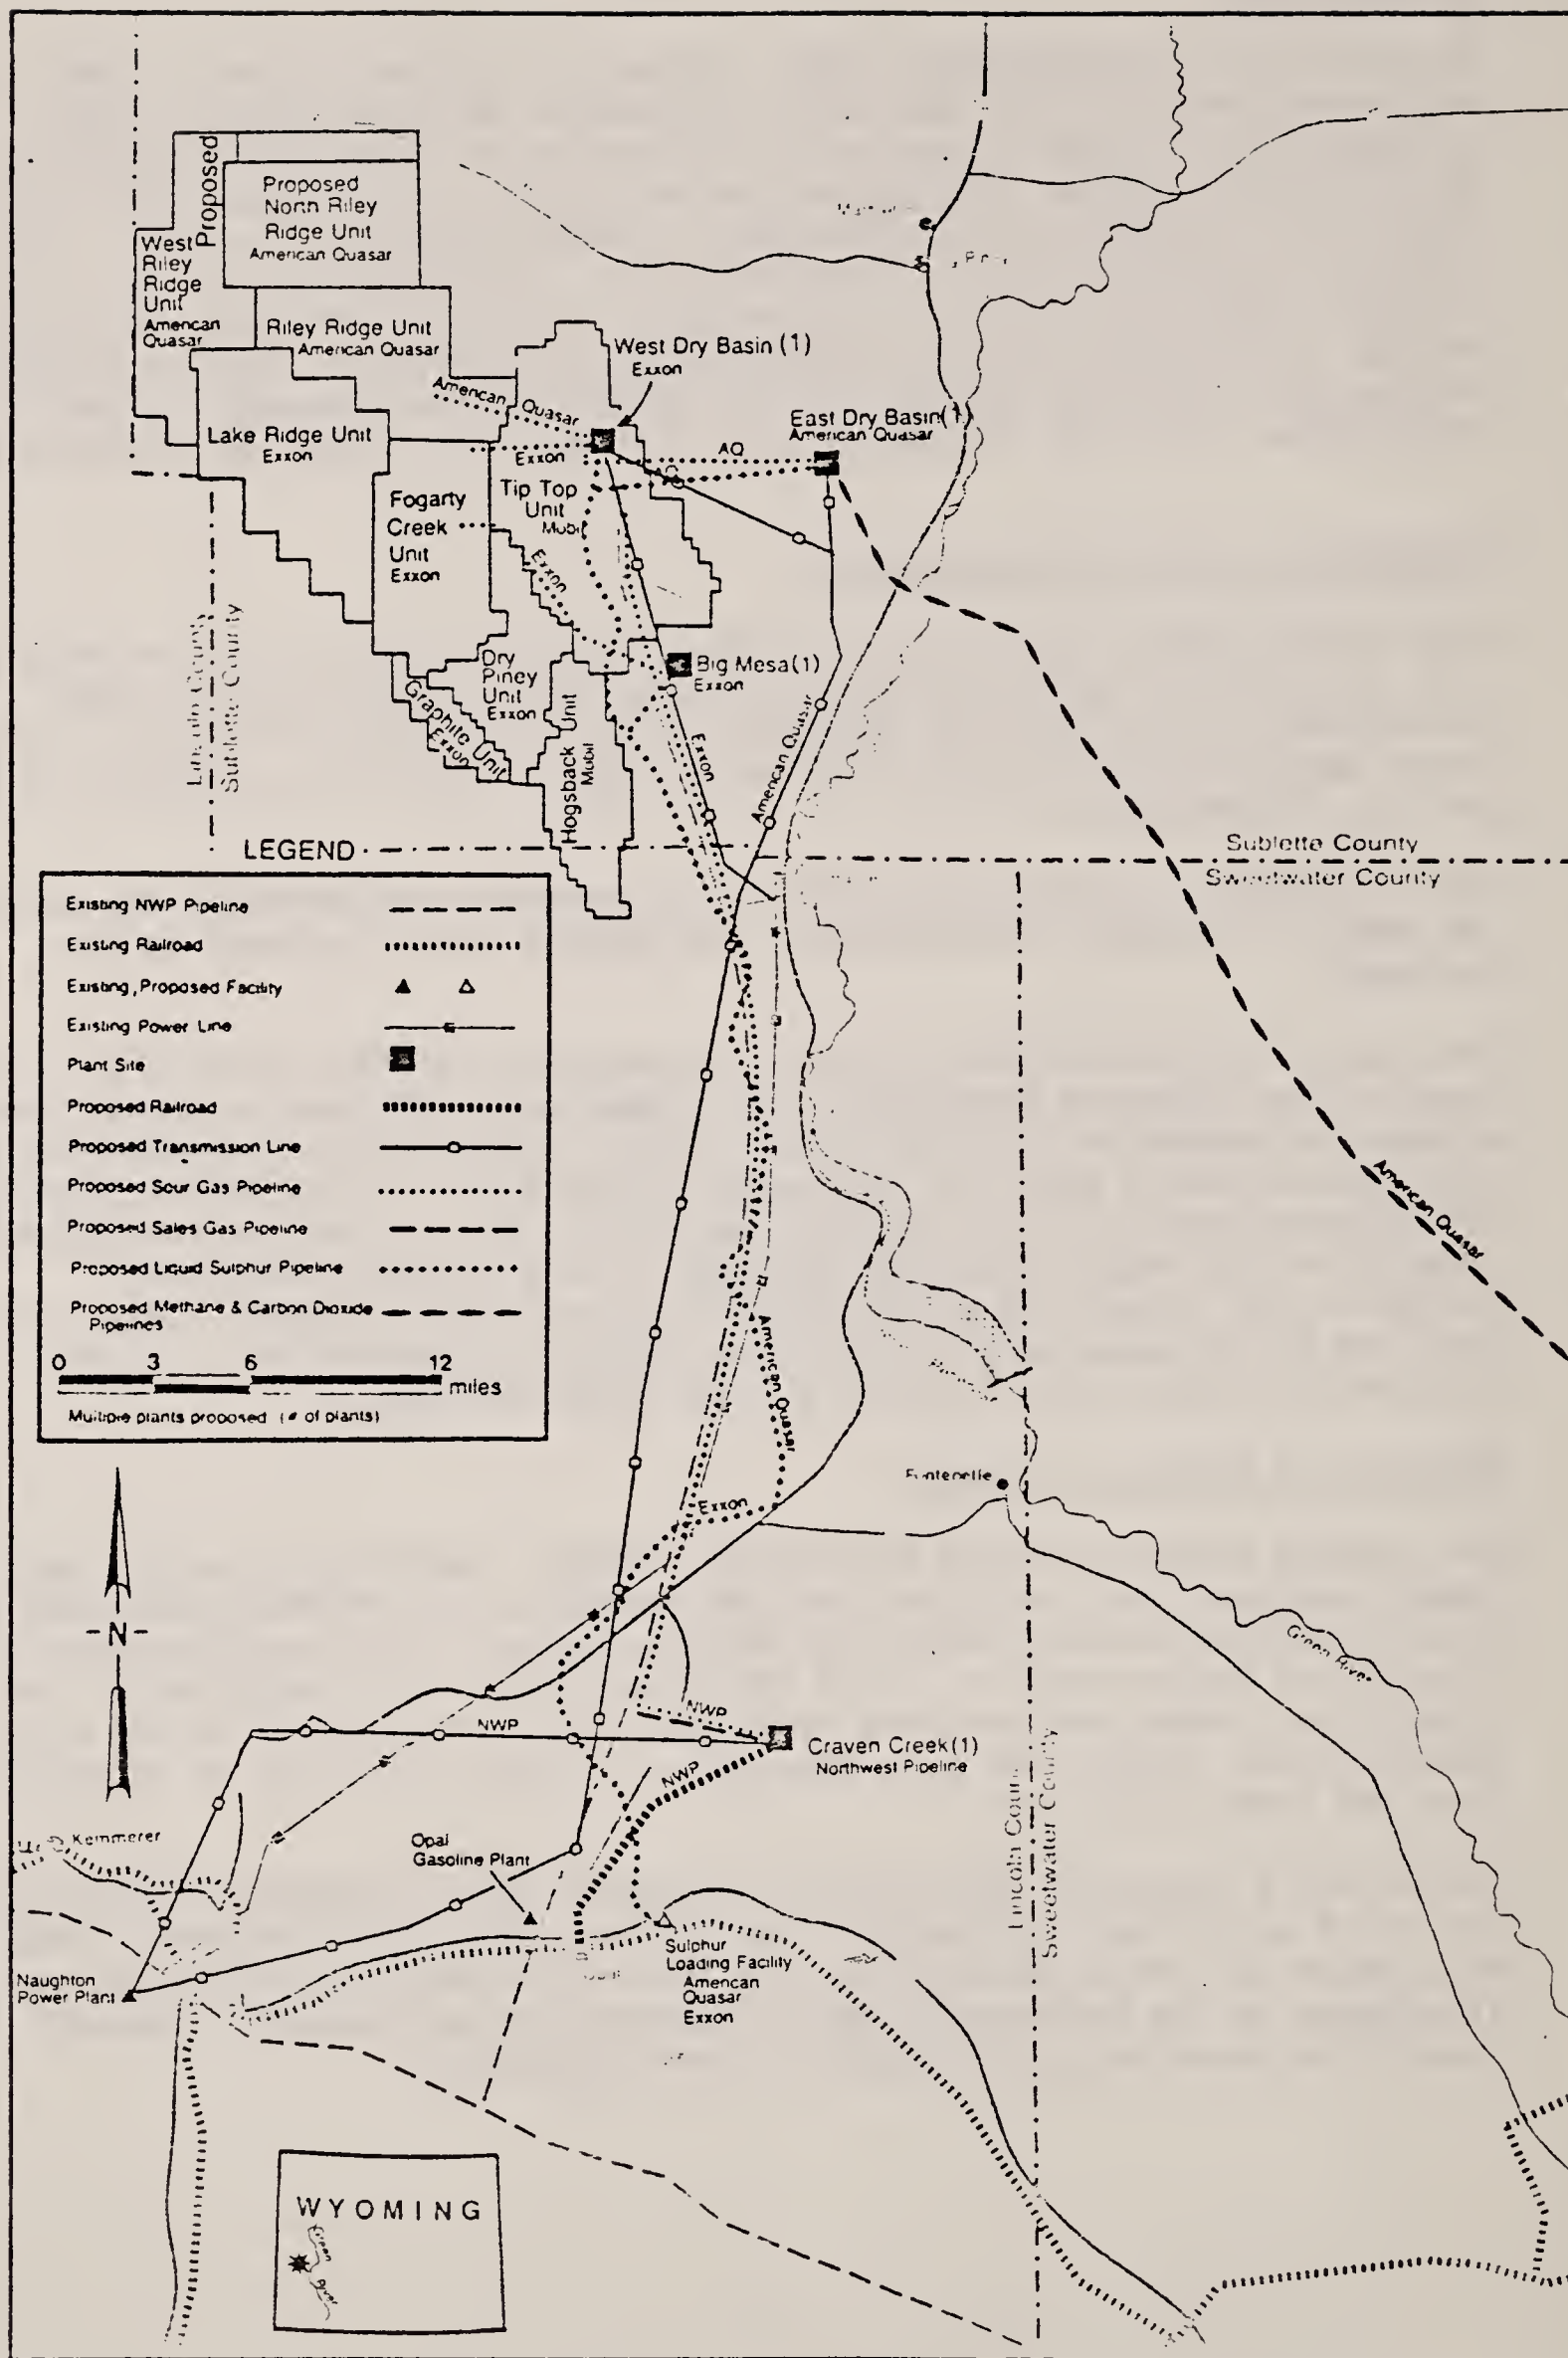 Proposed
Proposed
North Riley
Ridge Unit
American Quasar
West
Riley
Ridge
Unit
American
Quasar
Riley Ridge Unit
American Quasar
West Dry Basin (1)
Exxon
American Quasar
East Dry Basin (1)
American Quasar
Lake Ridge Unit
Exxon
Exxon
AQ
AQ
Tip Top
Unit
Mobil
Fogarty
Creek
Unit
Exxon
Exxon
Lincoln County
Sublette County
Dry
Piney
Unit
Exxon
Big Mesa (1)
Exxon
Graphite Unit
Exxon
Hogsback Unit
Mobil
Exxon
American Quasar
Sublette County
Sweetwater County
LEGEND
Existing NWP Pipeline
Existing Railroad
Existing, Proposed Facility
Existing Power Line
Plant Site
Proposed Railroad
Proposed Transmission Line
Proposed Sour Gas Pipeline
Proposed Sales Gas Pipeline
Proposed Liquid Sulphur Pipeline
Proposed Methane & Carbon Dioxide
Pipelines
0 3 6 12
miles
Multiple plants proposed (# of plants)
American Quasar
American Quasar
Exxon
Fontenelle
Green River
-N-
NWP
NWP
NWP
Craven Creek (1)
Northwest Pipeline
Lincoln County
Sweetwater County
Kemmerer
Opal
Gasoline Plant
Naughton
Power Plant
Sulphur
Loading Facility
American
Quasar
Exxon
WYOMING
Green
River